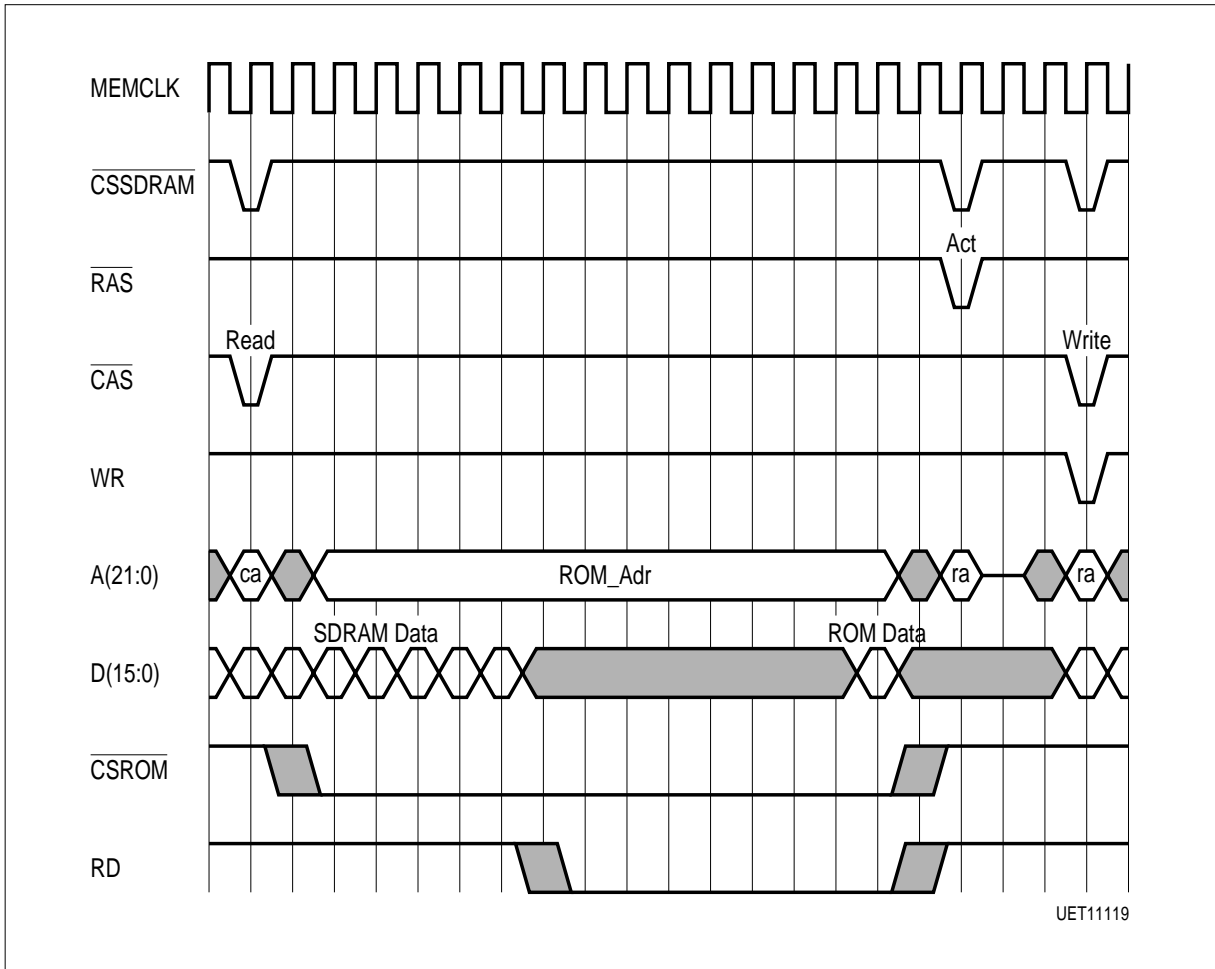 MEMCLK
CSSDRAM
Act
RAS
Read
Write
CAS
WR
A(21:0)
ca
ROM_Adr
ra
ra
SDRAM Data
ROM Data
D(15:0)
CSROM
RD
UET11119